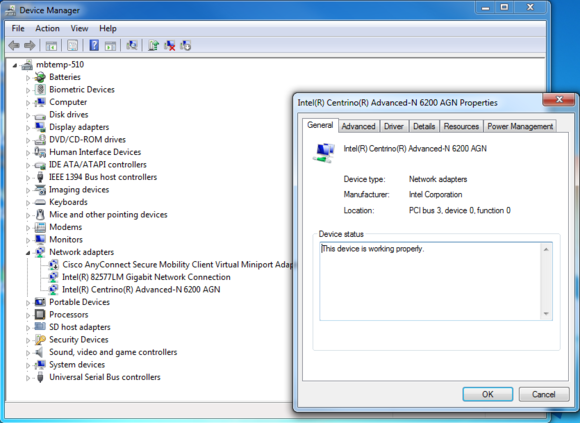 Device Manager
File Action View Help
mbtemp-510
Batteries
Biometric Devices
Computer
Disk drives
Display adapters
DVD/CD-ROM drives
Human Interface Devices
IDE ATA/ATAPI controllers
IEEE 1394 Bus host controllers
Imaging devices
Keyboards
Mice and other pointing devices
Modems
Monitors
Network adapters
Cisco AnyConnect Secure Mobility Client Virtual Miniport Adap
Intel(R) 82577LM Gigabit Network Connection
Intel(R) Centrino(R) Advanced-N 6200 AGN
Portable Devices
Processors
SD host adapters
Security Devices
Sound, video and game controllers
System devices
Universal Serial Bus controllers
Intel(R) Centrino(R) Advanced-N 6200 AGN Properties
General Advanced Driver Details Resources Power Management
Intel(R) Centrino(R) Advanced-N 6200 AGN
Device type: Network adapters
Manufacturer: Intel Corporation
Location: PCI bus 3, device 0, function 0
Device status
This device is working properly.
OK Cancel